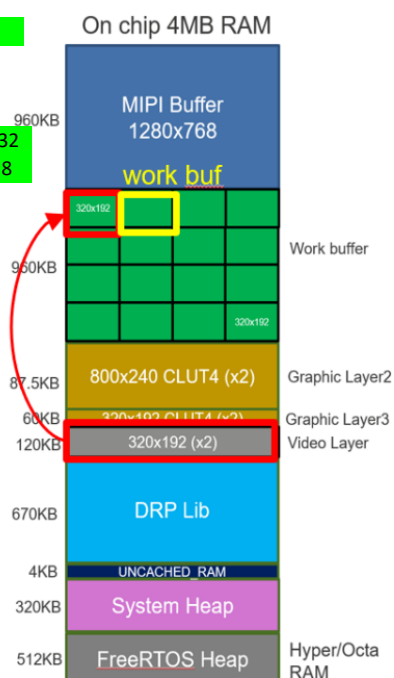 On chip 4MB RAM
960KB
MIPI Buffer
1280x768
32
8
work buf
320x192
Work buffer
960KB
320x192
87.5KB
800x240 CLUT4 (x2)
Graphic Layer2
60KB
320x192 CLUT4 (x2)
Graphic Layer3
120KB
320x192 (x2)
Video Layer
670KB
DRP Lib
4KB
UNCACHED_RAM
320KB
System Heap
512KB
FreeRTOS Heap
Hyper/Octa
RAM